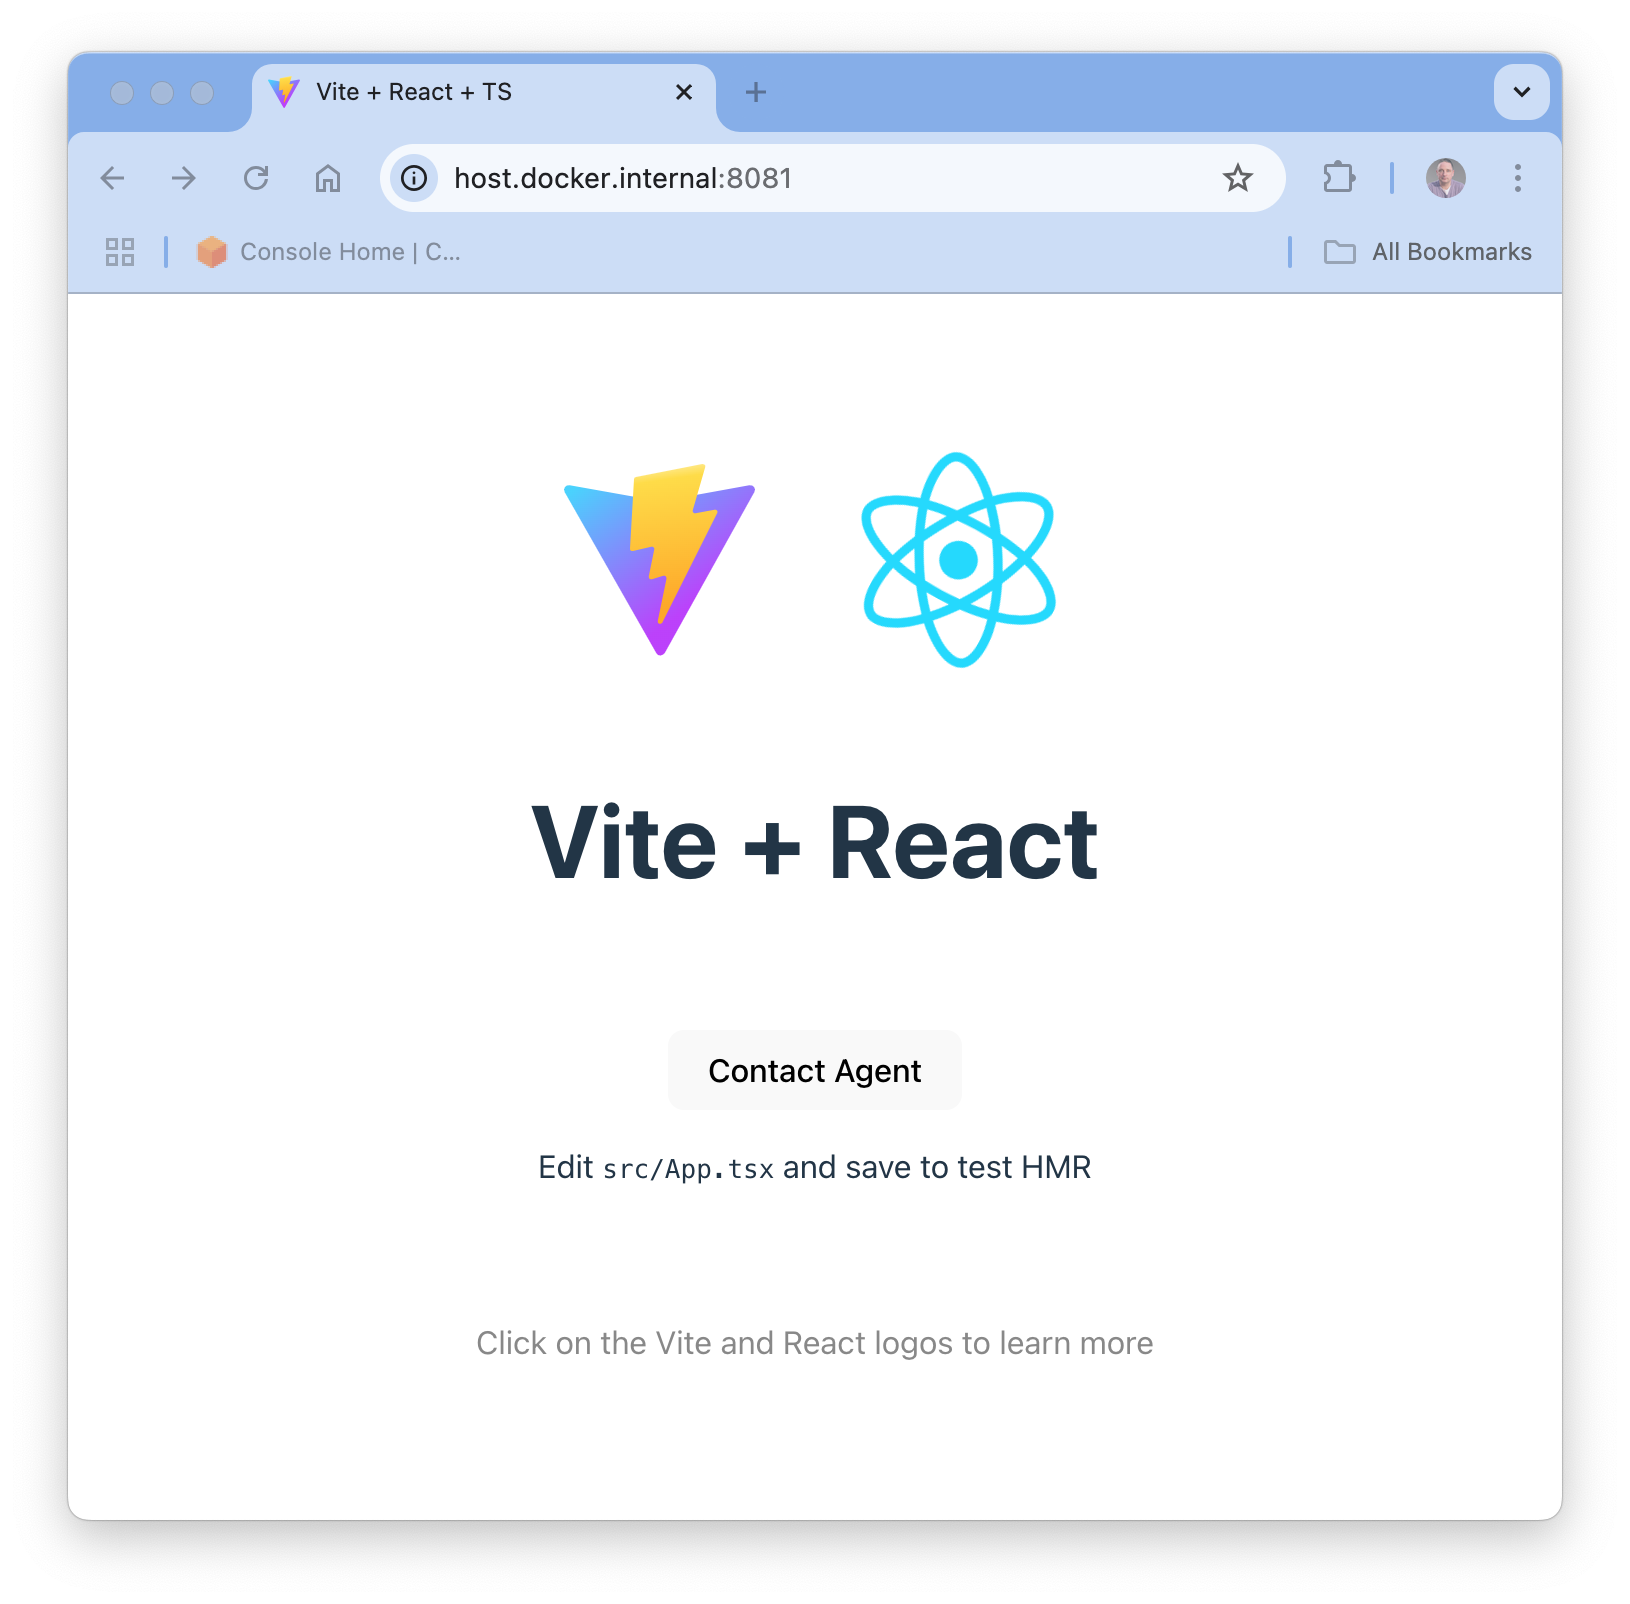 Vite + React + TS
host.docker.internal:8081
Console Home | C...
All Bookmarks
Vite + React
Contact Agent
Edit src/App.tsx and save to test HMR
Click on the Vite and React logos to learn more